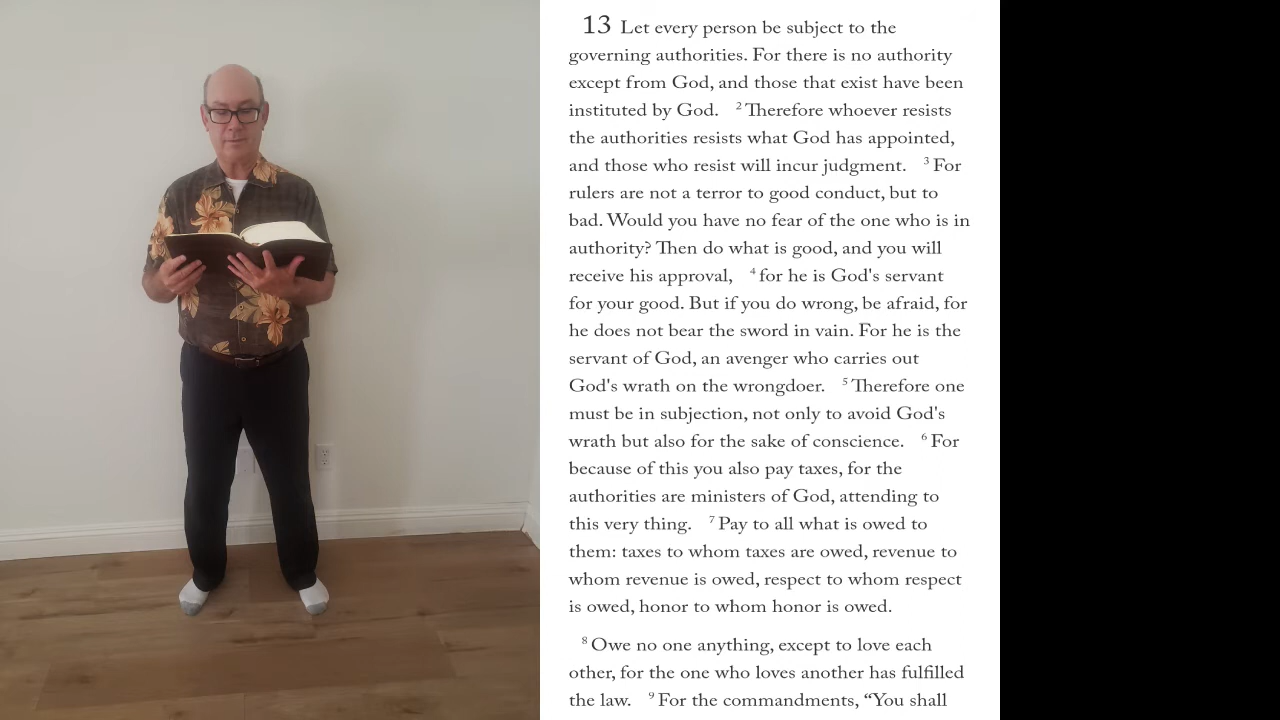 13 Let every person be subject to the
governing authorities. For there is no authority
except from God, and those that exist have been
instituted by God. 2 Therefore whoever resists
the authorities resists what God has appointed,
and those who resist will incur judgment. 3 For
rulers are not a terror to good conduct, but to
bad. Would you have no fear of the one who is in
authority? Then do what is good, and you will
receive his approval, 4 for he is God's servant
for your good. But if you do wrong, be afraid, for
he does not bear the sword in vain. For he is the
servant of God, an avenger who carries out
God's wrath on the wrongdoer. 5 Therefore one
must be in subjection, not only to avoid God's
wrath but also for the sake of conscience. 6 For
because of this you also pay taxes, for the
authorities are ministers of God, attending to
this very thing. 7 Pay to all what is owed to
them: taxes to whom taxes are owed, revenue to
whom revenue is owed, respect to whom respect
is owed, honor to whom honor is owed.
8 Owe no one anything, except to love each
other, for the one who loves another has fulfilled
the law. 9 For the commandments, “You shall